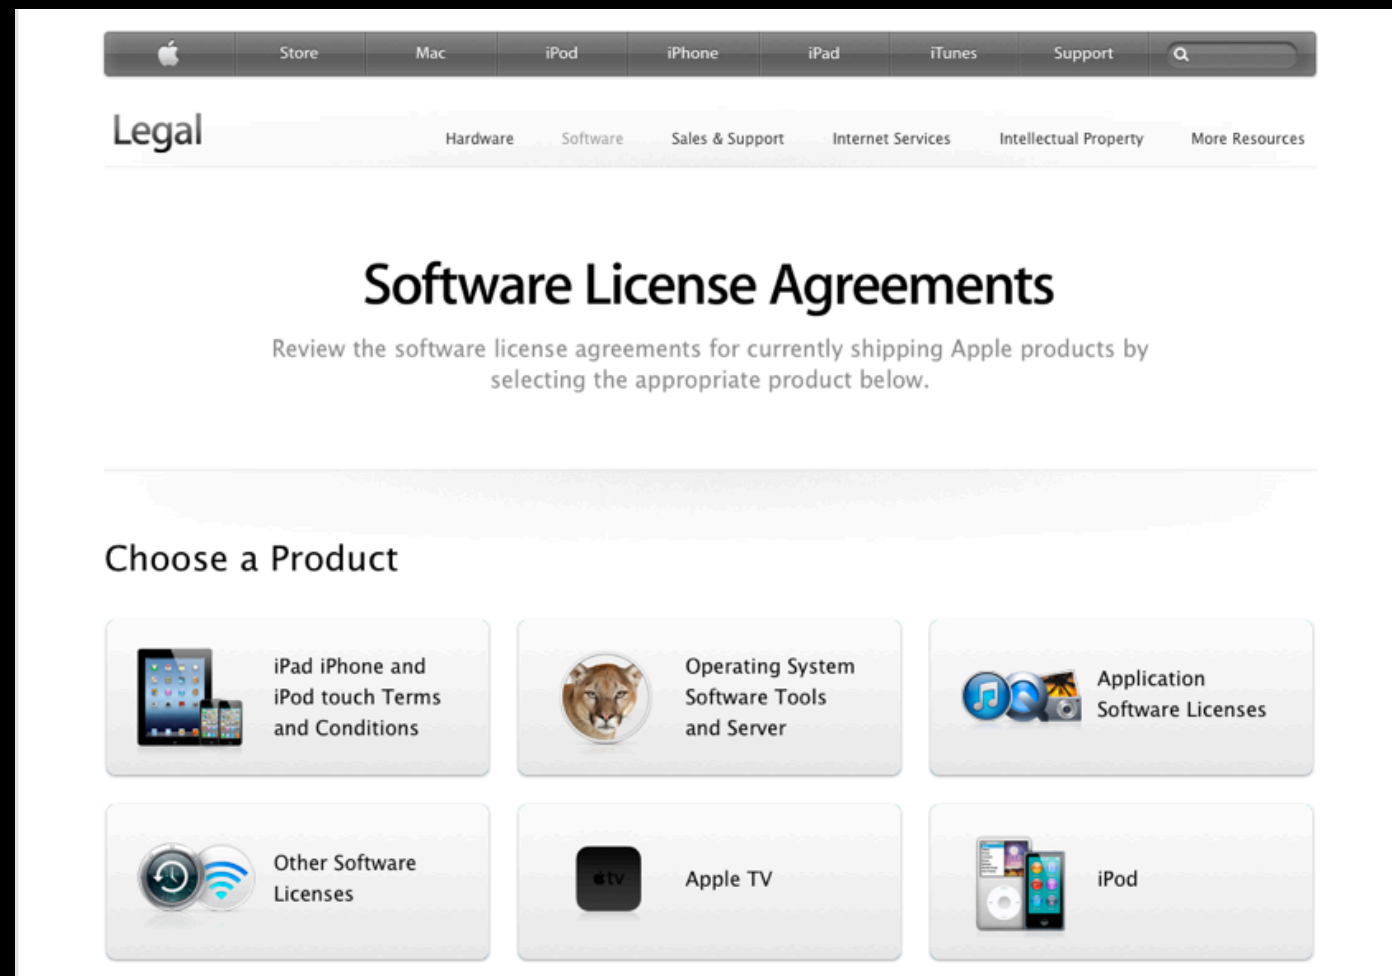 Store Mac iPod iPhone iPad iTunes Support
Legal
Hardware Software Sales & Support Internet Services Intellectual Property More Resources
Software License Agreements
Review the software license agreements for currently shipping Apple products by
selecting the appropriate product below.
Choose a Product
iPad iPhone and
iPod touch Terms
and Conditions
Operating System
Software Tools
and Server
Application
Software Licenses
Other Software
Licenses
tv
Apple TV
iPod